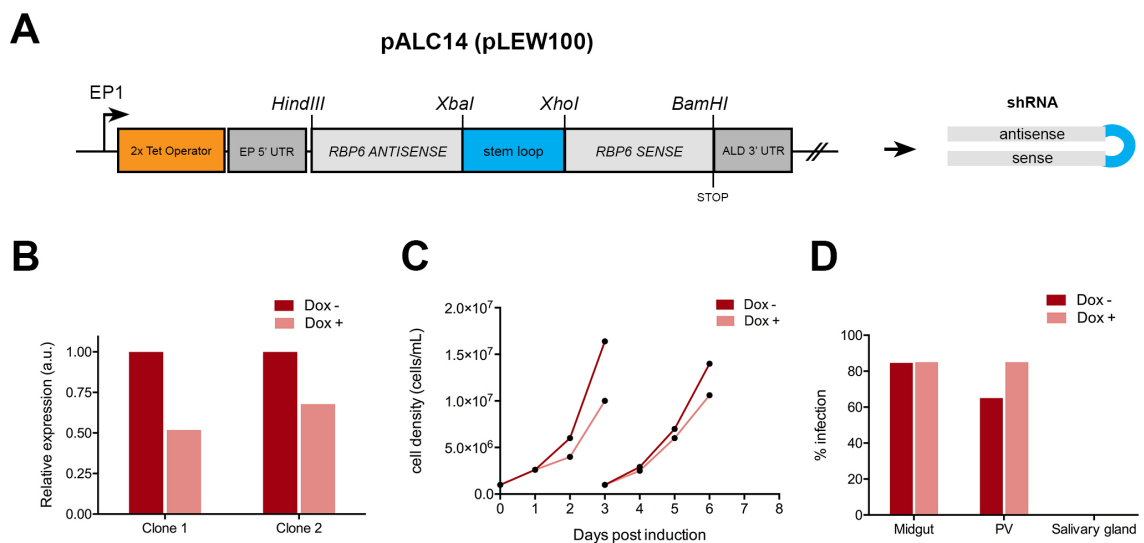 A
pALC14 (pLEW100)
EP1
HindIII
XbaI
XhoI
BamHI
2x Tet Operator
EP 5' UTR
RBP6 ANTISENSE
stem loop
RBP6 SENSE
ALD 3' UTR
STOP
shRNA
antisense
sense
B
Dox -
Dox +
Relative expression (a.u.)
1.00
0.75
0.50
0.25
0.00
Clone 1
Clone 2
C
Dox -
Dox +
cell density (cells/mL)
2.0×10⁷
1.5×10⁷
1.0×10⁷
5.0×10⁶
0.0
0 1 2 3 4 5 6 7 8
Days post induction
D
Dox -
Dox +
% infection
100
80
60
40
20
0
Midgut
PV
Salivary gland